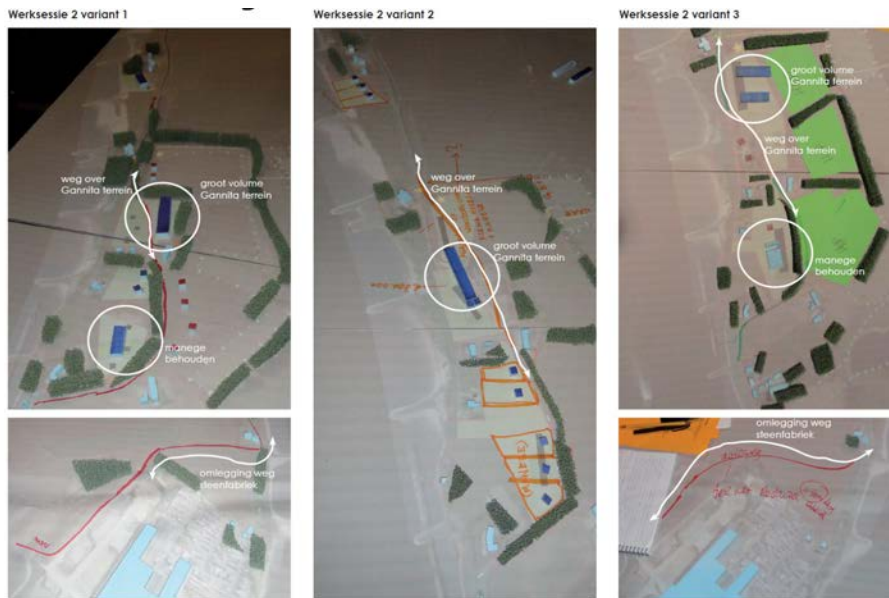 Werksessie 2 variant 1
weg over
Gannita terrein
groot volume
Gannita terrein
manege
behouden
omlegging weg
steenfabriek
Werksessie 2 variant 2
weg over
Gannita terrein
groot volume
Gannita terrein
Werksessie 2 variant 3
groot volume
Gannita terrein
weg over
Gannita terrein
manege
behouden
omlegging weg
steenfabriek